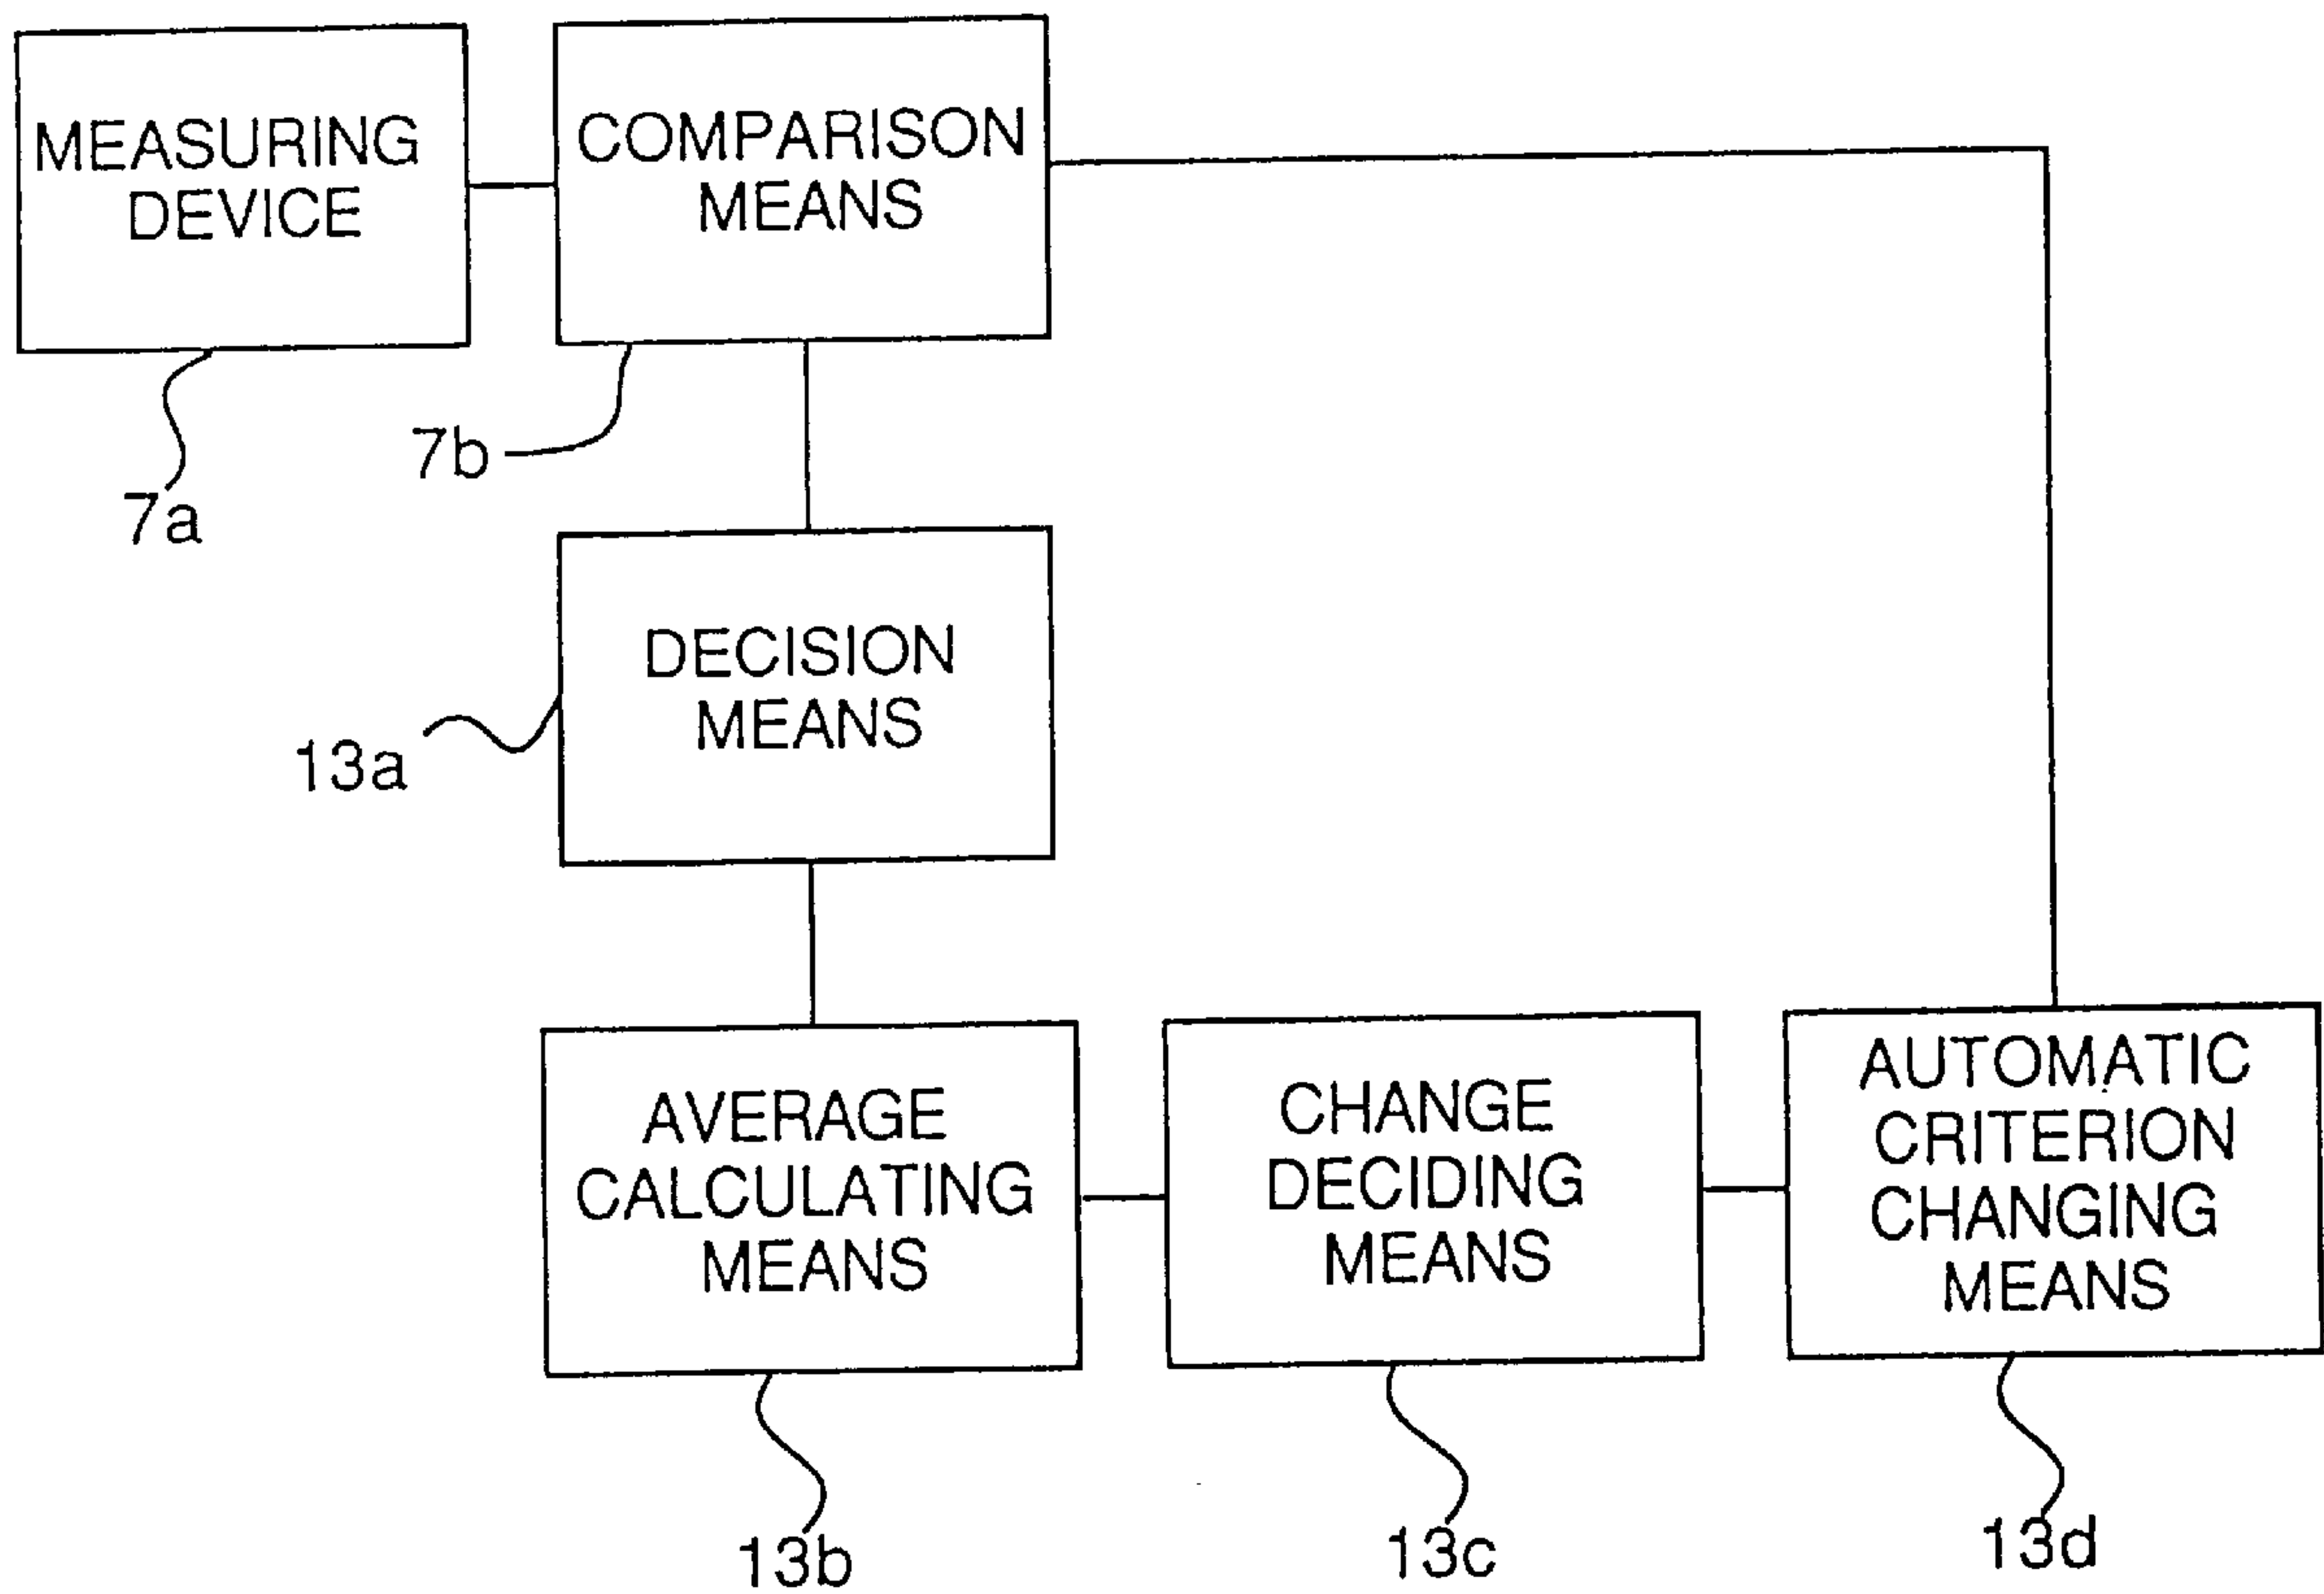 MEASURING
DEVICE
COMPARISON
MEANS
7a
7b
DECISION
MEANS
13a
AVERAGE
CALCULATING
MEANS
CHANGE
DECIDING
MEANS
AUTOMATIC
CRITERION
CHANGING
MEANS
13b
13c
13d